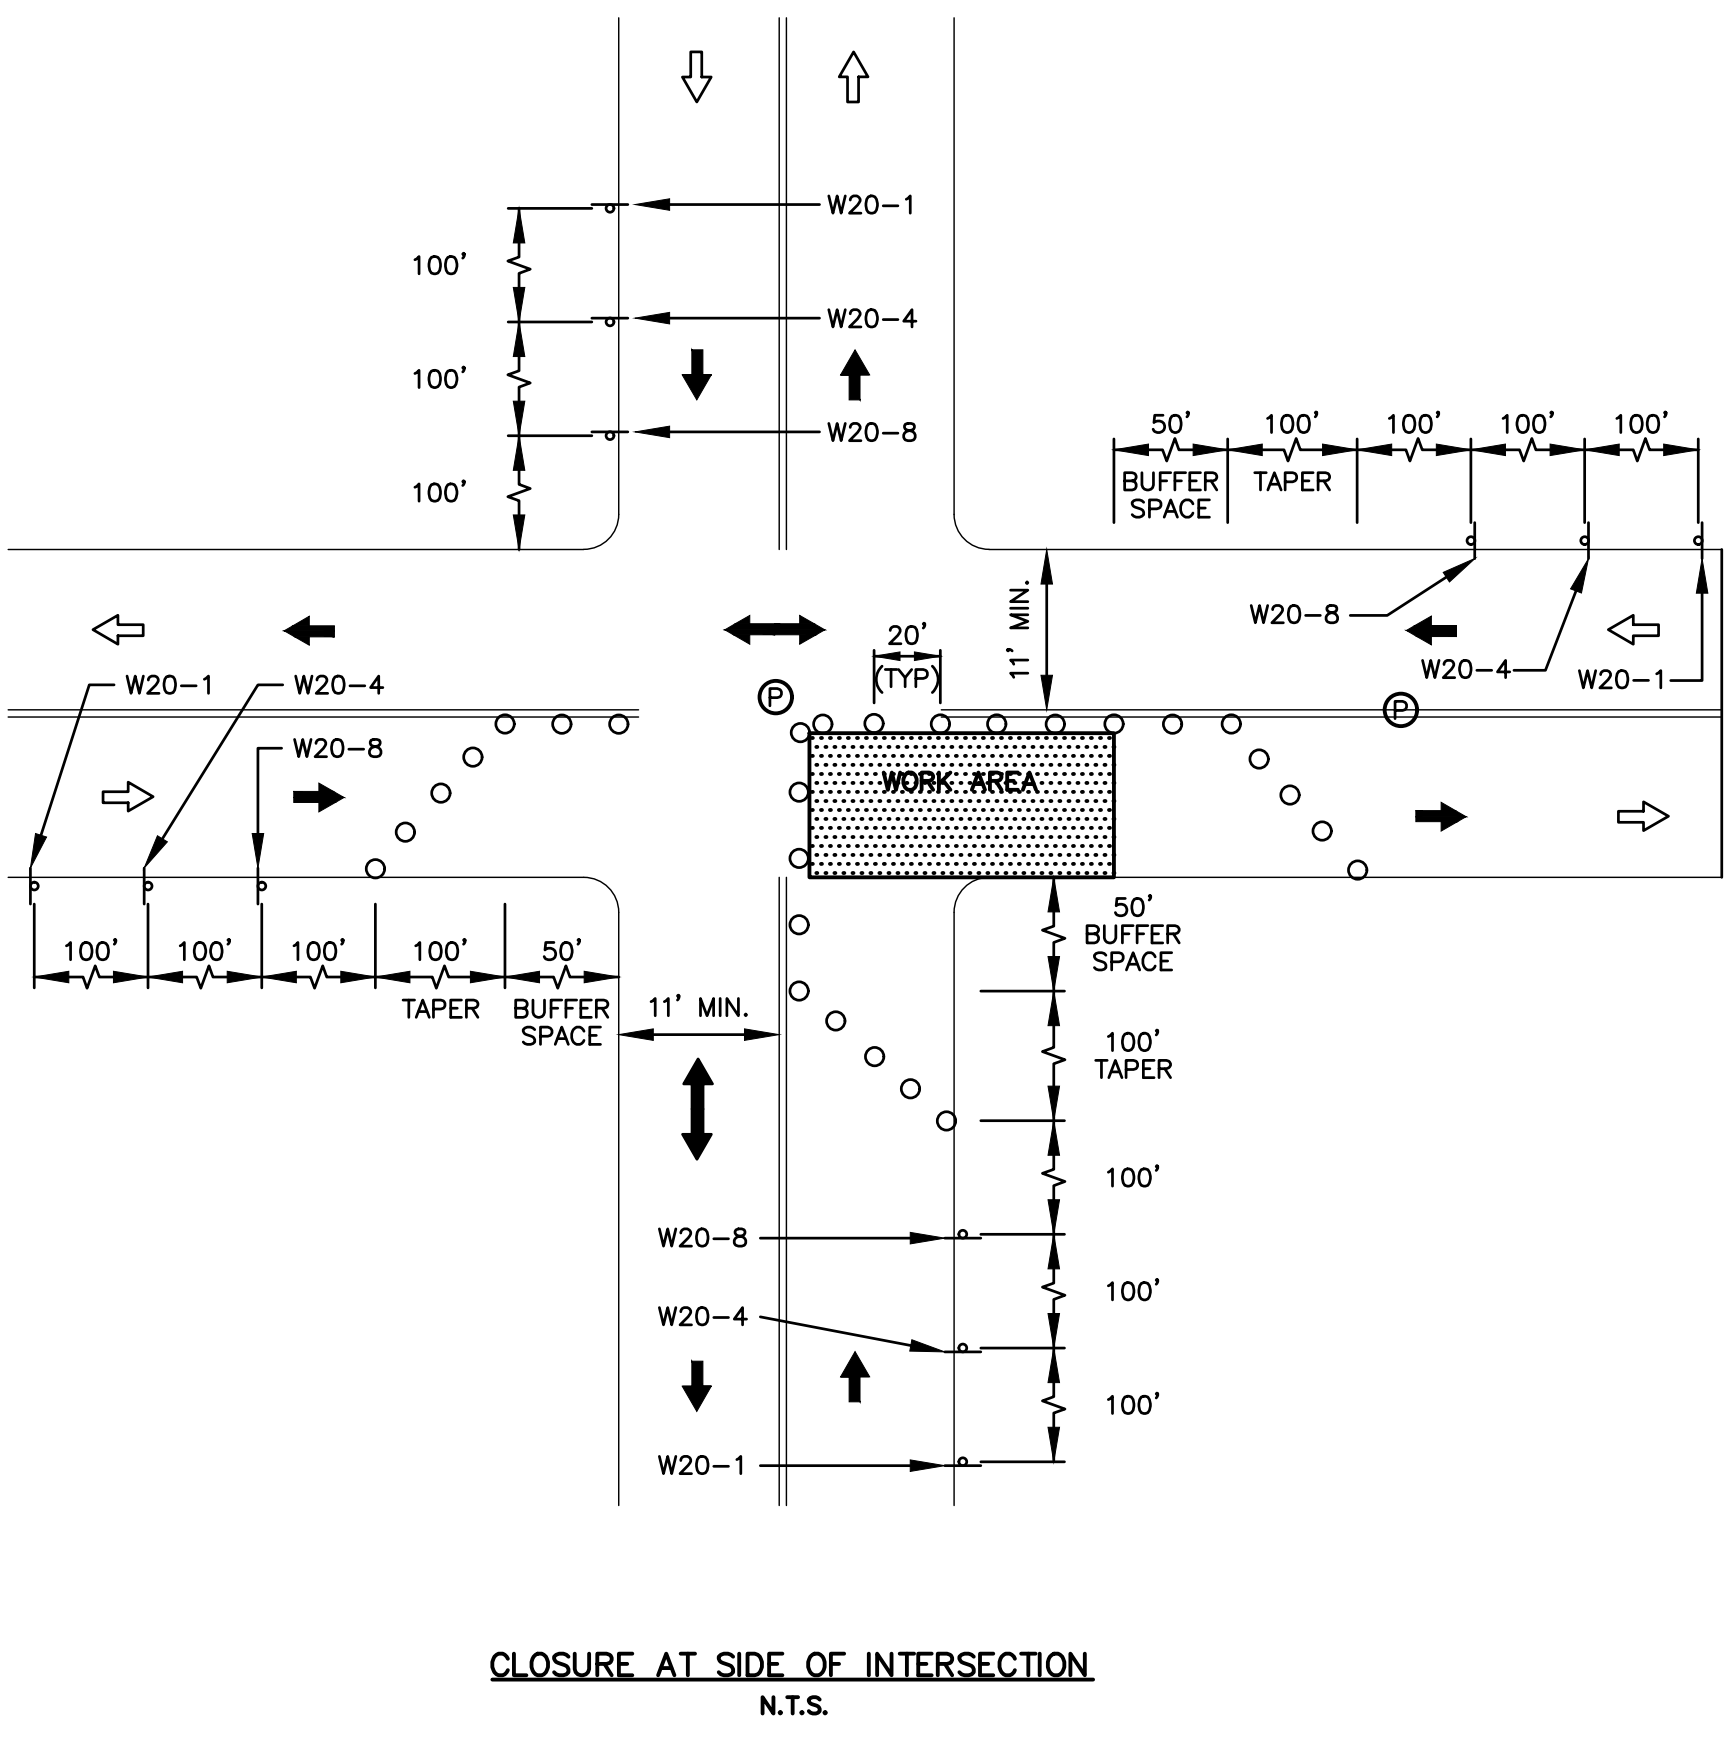 W20-1
100'
W20-4
100'
W20-8
100'
50' 100' 100' 100' 100'
BUFFER
SPACE
TAPER
11' MIN.
20'
(TYP)
W20-8
W20-4
W20-1
W20-1
W20-4
W20-8
P
P
WORK AREA
100' 100' 100' 100' 50'
TAPER
BUFFER
SPACE
11' MIN.
50'
BUFFER
SPACE
100'
TAPER
100'
W20-8
100'
W20-4
100'
W20-1
CLOSURE AT SIDE OF INTERSECTION
N.T.S.